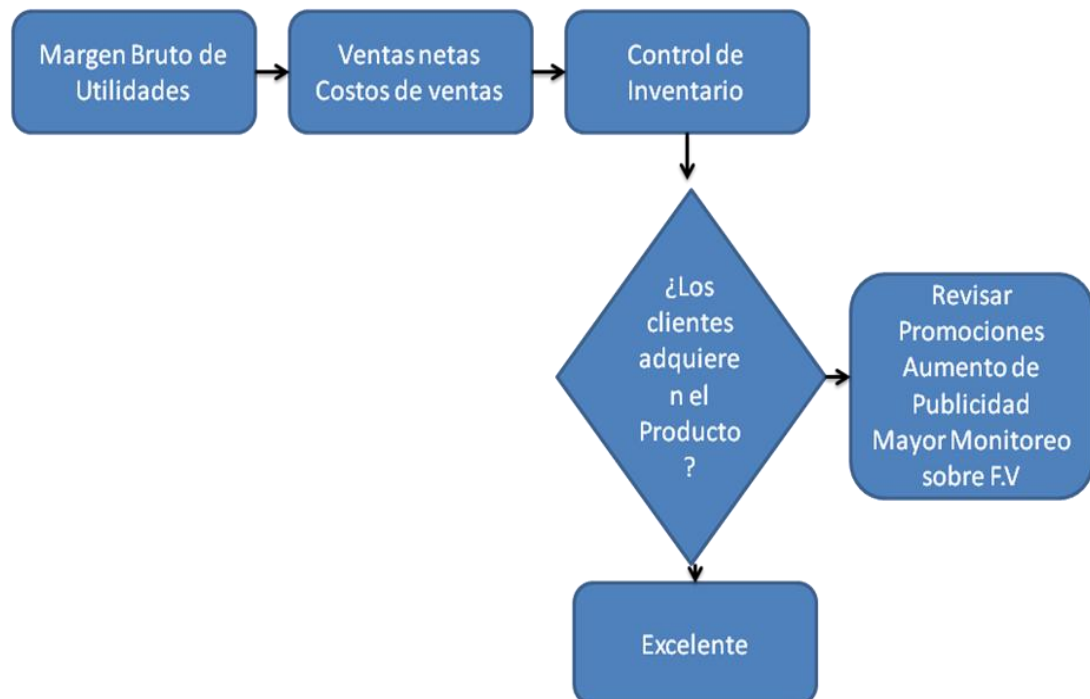 Margen Bruto de
Utilidades
Ventas netas
Costos de ventas
Control de
Inventario
¿Los
clientes
adquiere
n el
Producto
?
Revisar
Promociones
Aumento de
Publicidad
Mayor Monitoreo
sobre F.V
Excelente